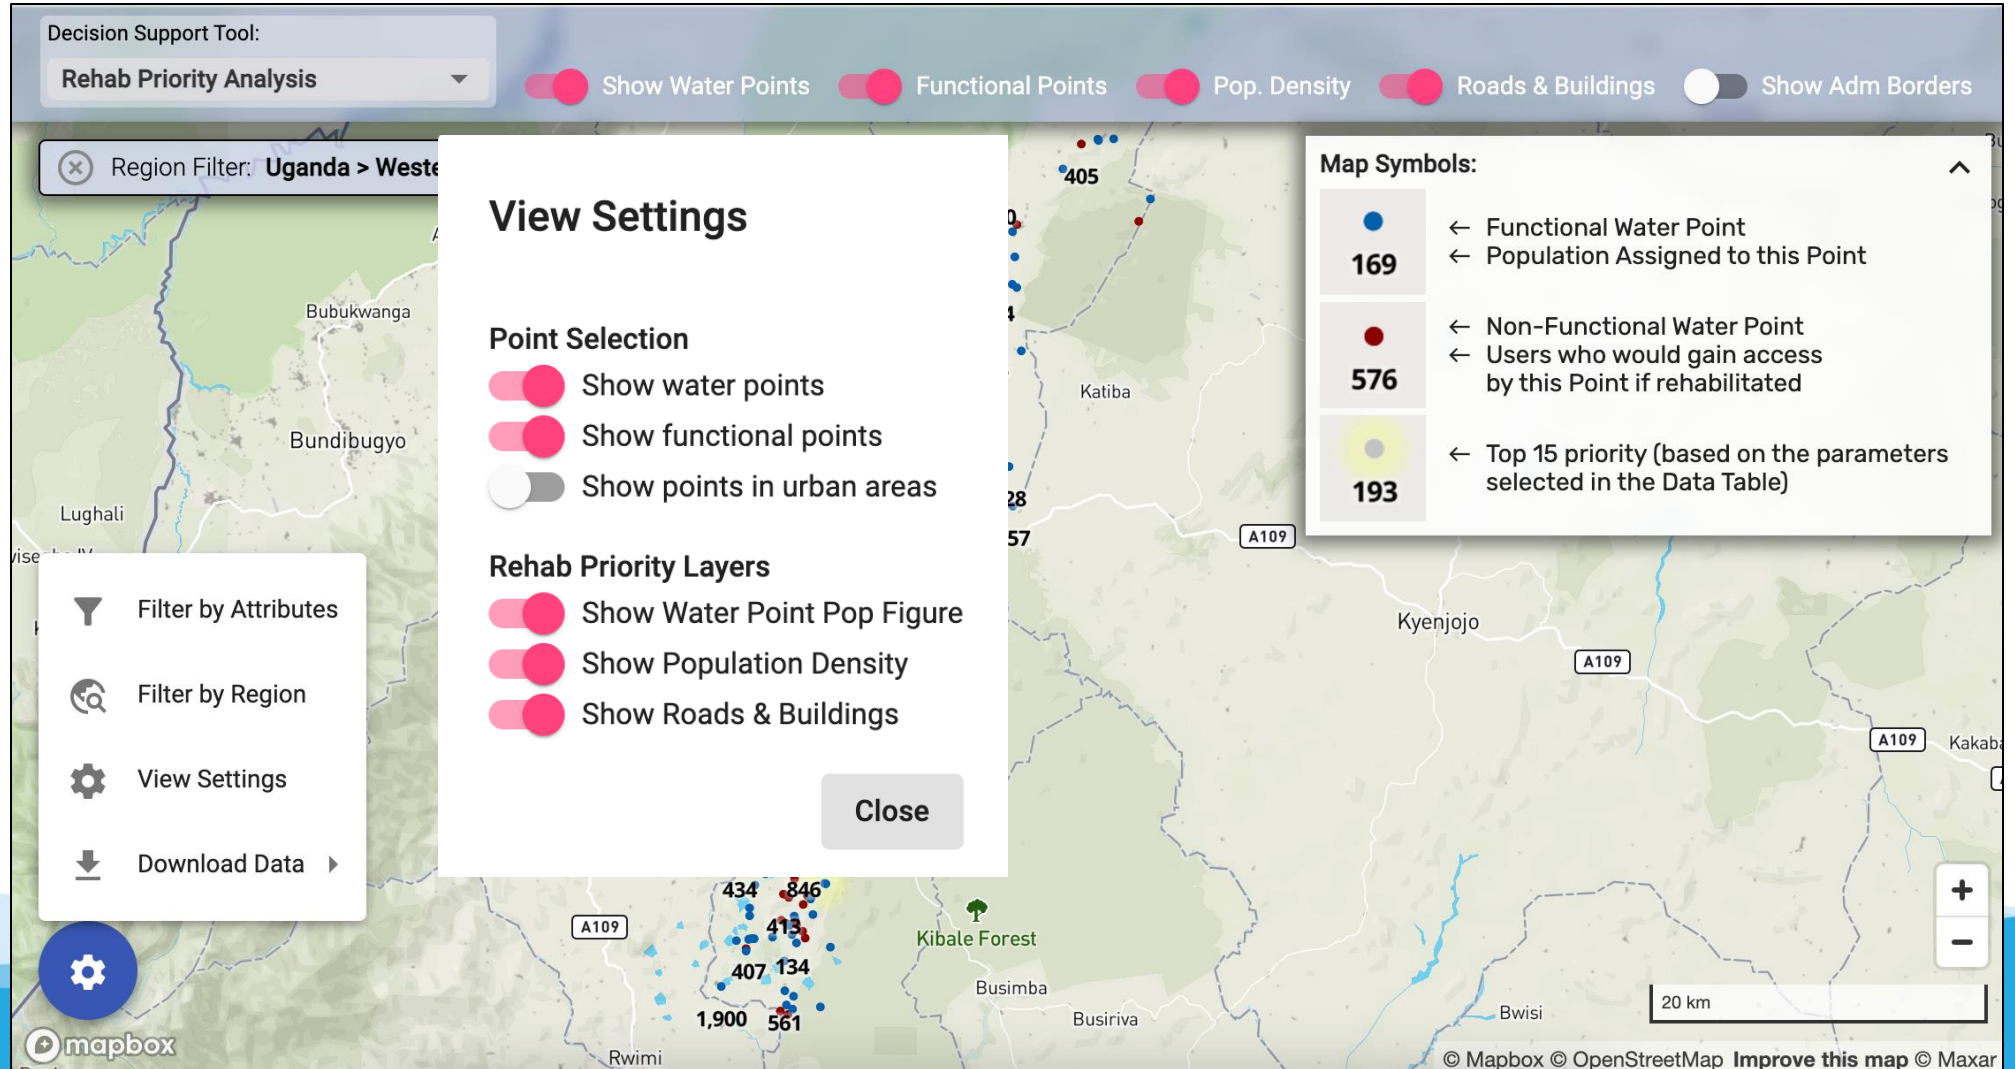 Decision Support Tool:
Rehab Priority Analysis
Show Water Points
Functional Points
Pop. Density
Roads & Buildings
Show Adm Borders
Region Filter: Uganda > Weste
View Settings
Point Selection
Show water points
Show functional points
Show points in urban areas
Rehab Priority Layers
Show Water Point Pop Figure
Show Population Density
Show Roads & Buildings
Close
Map Symbols:
169
← Functional Water Point
← Population Assigned to this Point
576
← Non-Functional Water Point
← Users who would gain access
by this Point if rehabilitated
193
← Top 15 priority (based on the parameters
selected in the Data Table)
Filter by Attributes
Filter by Region
View Settings
Download Data
405
Bubukwanga
Katiba
Bundibugyo
Lughali
28
57
A109
Kyenjojo
A109
A109
Kakaba
434
846
A109
413
Kibale Forest
407
134
Busimba
1,900
561
Busiriva
Bwisi
20 km
Rwimi
+
−
mapbox
© Mapbox © OpenStreetMap Improve this map © Maxar